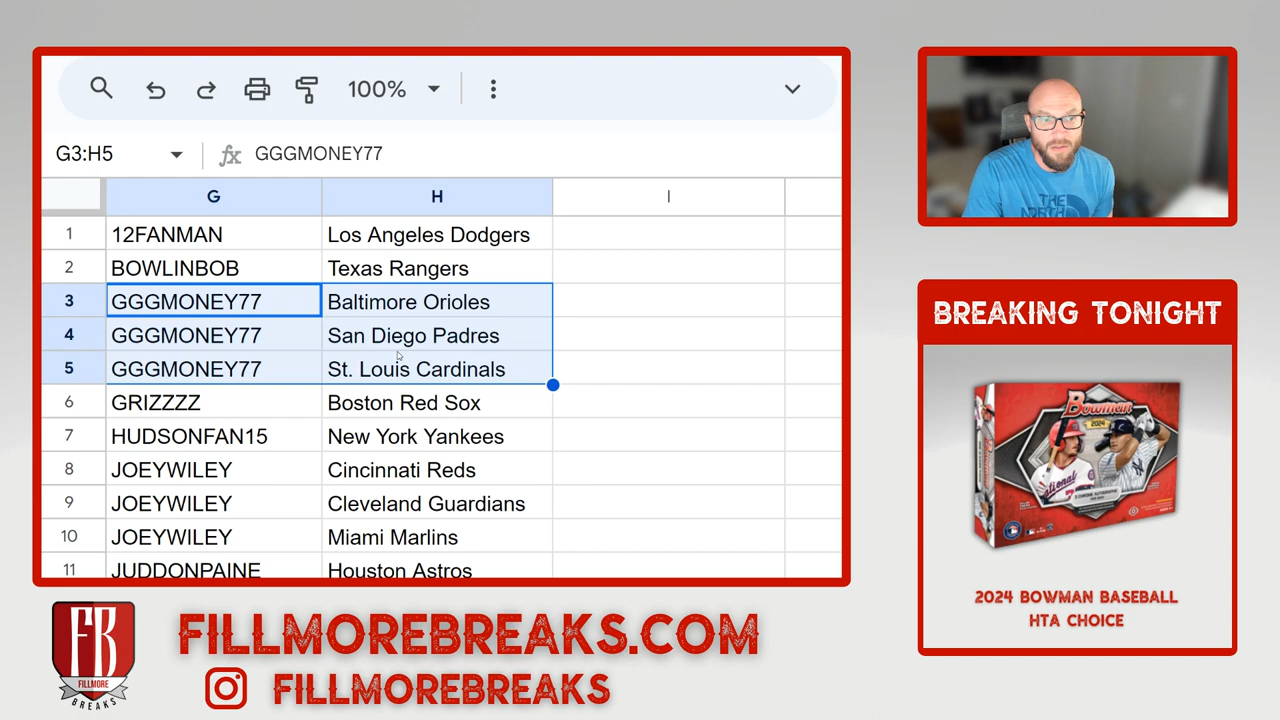 100%
G3:H5 fx GGGMONEY77
G H I
1 12FANMAN Los Angeles Dodgers
2 BOWLINBOB Texas Rangers
3 GGGMONEY77 Baltimore Orioles
4 GGGMONEY77 San Diego Padres
5 GGGMONEY77 St. Louis Cardinals
6 GRIZZZZ Boston Red Sox
7 HUDSONFAN15 New York Yankees
8 JOEYWILEY Cincinnati Reds
9 JOEYWILEY Cleveland Guardians
10 JOEYWILEY Miami Marlins
11 JUDDONPAINE Houston Astros
THE
NORTH
BREAKING TONIGHT
Bowman
2024
2024 BOWMAN BASEBALL
HTA CHOICE
FB
FILLMORE
BREAKS
FILLMOREBREAKS.COM
FILLMOREBREAKS